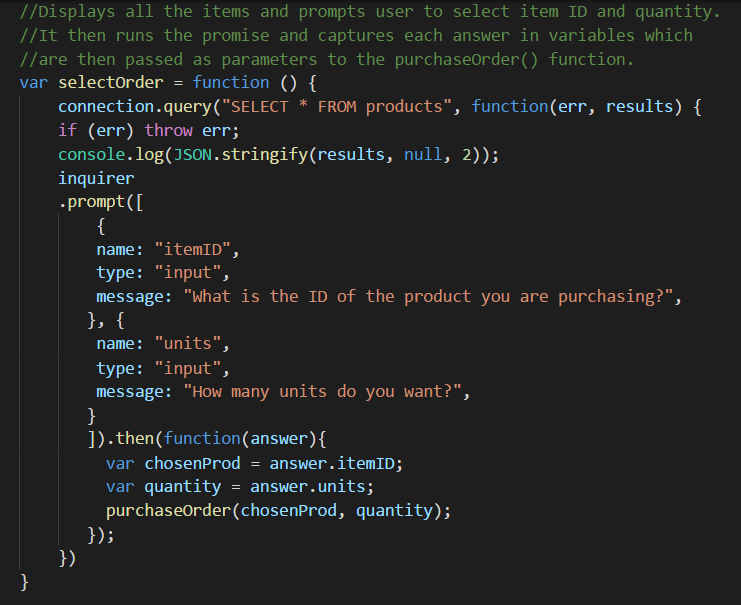 //Displays all the items and prompts user to select item ID and quantity.
//It then runs the promise and captures each answer in variables which
//are then passed as parameters to the purchaseOrder() function.
var selectOrder = function () {
    connection.query("SELECT * FROM products", function(err, results) {
    if (err) throw err;
    console.log(JSON.stringify(results, null, 2));
    inquirer
    .prompt([
        {
        name: "itemID",
        type: "input",
        message: "What is the ID of the product you are purchasing?",
       }, {
        name: "units",
        type: "input",
        message: "How many units do you want?",
       }
       ]).then(function(answer){
         var chosenProd = answer.itemID;
         var quantity = answer.units;
         purchaseOrder(chosenProd, quantity);
       });
    })
}